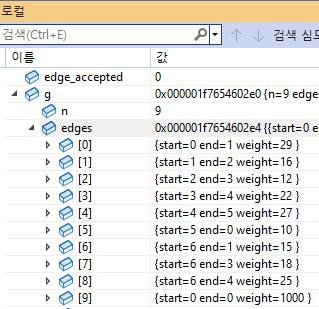 로컬
검색(Ctrl+E) 검색 심도
이름 값
edge_accepted 0
g 0x000001f7654602e0 {n=9 edges
n 9
edges 0x000001f7654602e4 {{start=0 e
[0] {start=0 end=1 weight=29 }
[1] {start=1 end=2 weight=16 }
[2] {start=2 end=3 weight=12 }
[3] {start=3 end=4 weight=22 }
[4] {start=4 end=5 weight=27 }
[5] {start=5 end=0 weight=10 }
[6] {start=6 end=1 weight=15 }
[7] {start=6 end=3 weight=18 }
[8] {start=6 end=4 weight=25 }
[9] {start=0 end=0 weight=1000 }